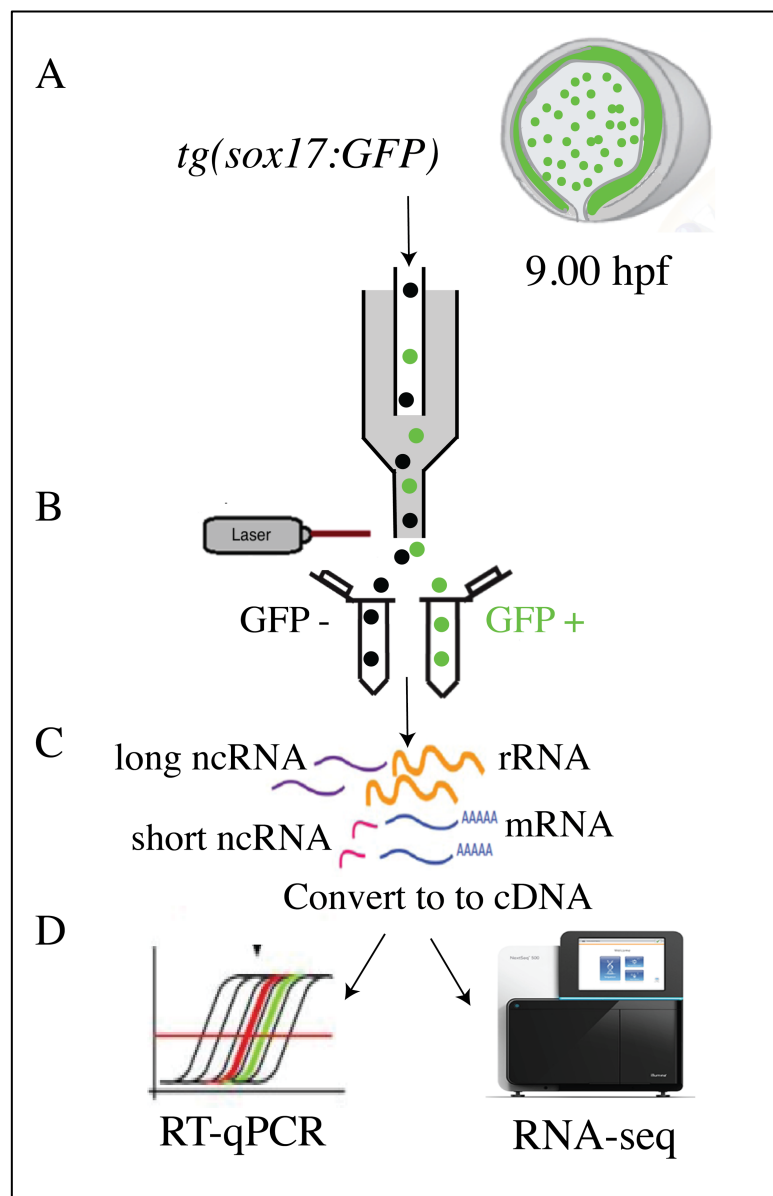 A
tg(sox17:GFP)
9.00 hpf
B
Laser
GFP -
GFP +
C
long ncRNA
rRNA
short ncRNA
AAAAA
mRNA
AAAAA
Convert to to cDNA
D
RT-qPCR
RNA-seq